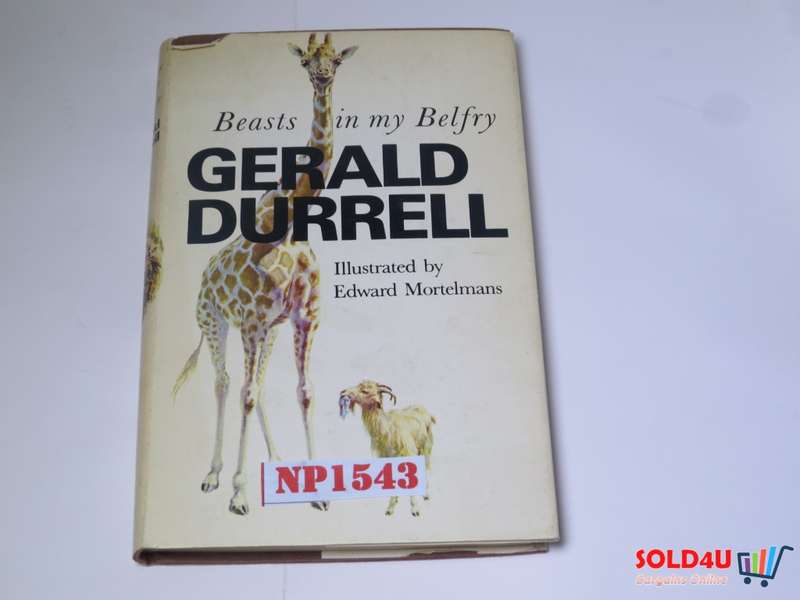 Beasts in my Belfry
GERALD
DURRELL
Illustrated by
Edward Mortelmans
NP1543
SOLD4U
Bargains Online